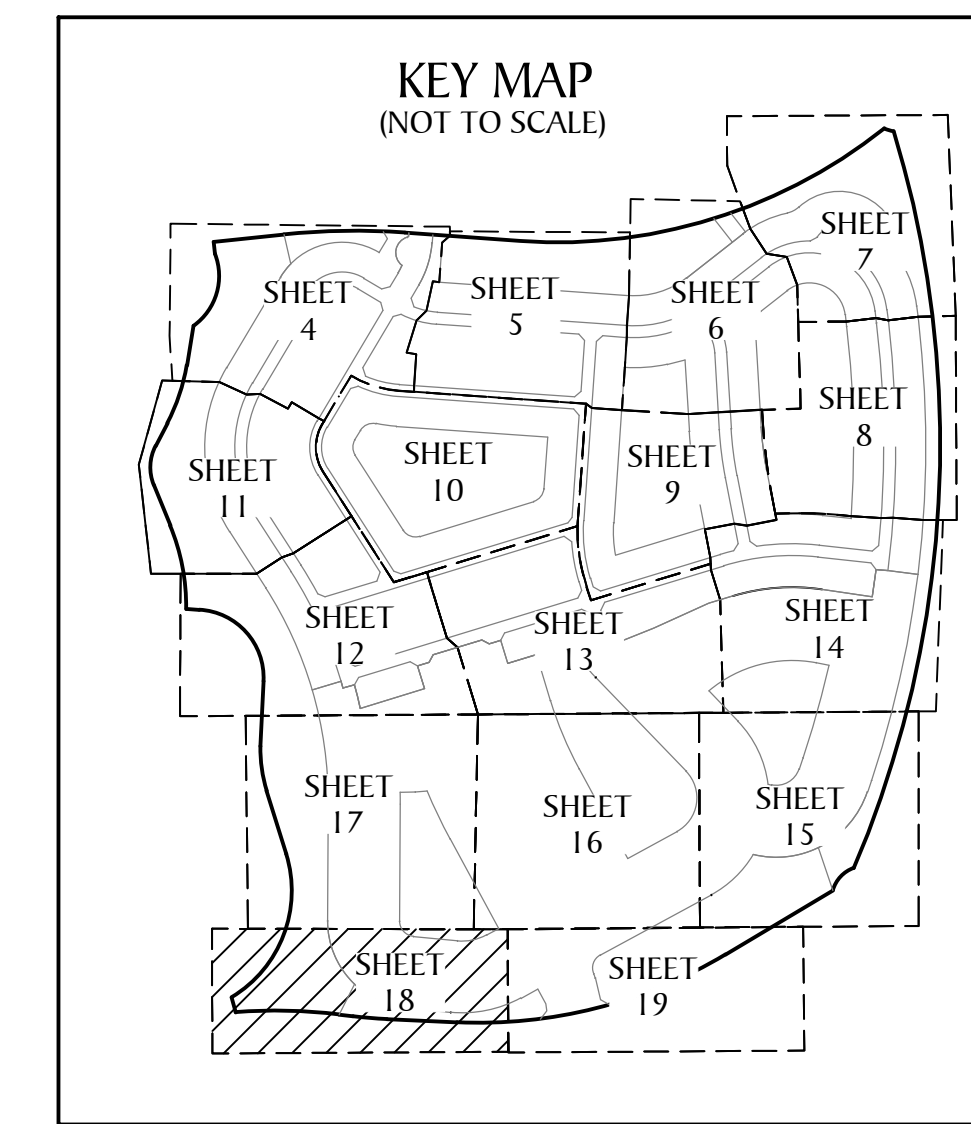 KEY MAP
(NOT TO SCALE)
SHEET
7
SHEET
4
SHEET
5
SHEET
6
SHEET
8
SHEET
11
SHEET
10
SHEET
9
SHEET
12
SHEET
13
SHEET
14
SHEET
17
SHEET
16
SHEET
15
SHEET
18
SHEET
19